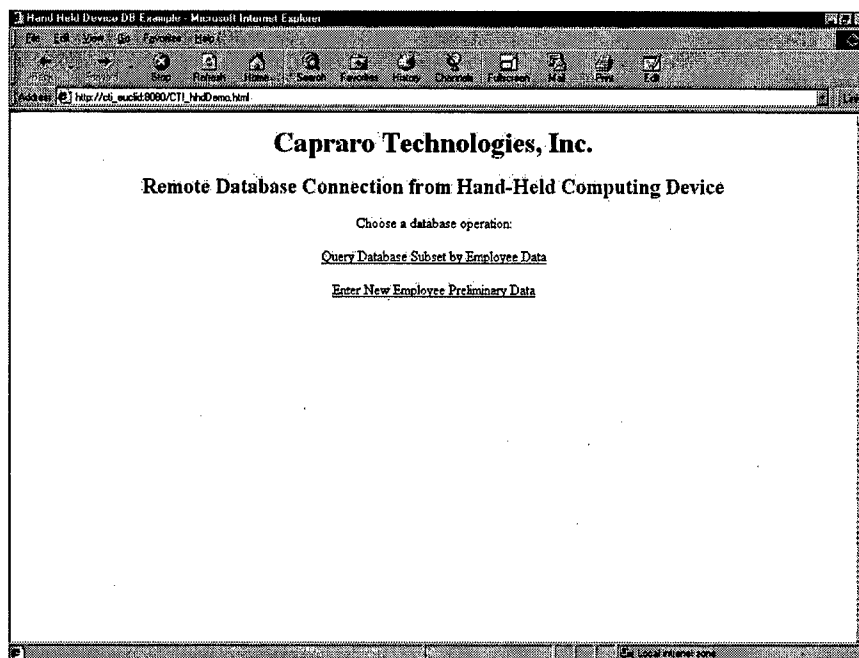 Hand Held Device DB Example - Microsoft Internet Explorer
File Edit View Go Favorites Help
Back Forward Stop Refresh Home Search Favorites History Channels Fullscreen Mail Print Edit
Address http://cti_euclid:8080/CTI_hhdDemo.html
Capraro Technologies, Inc.
Remote Database Connection from Hand-Held Computing Device
Choose a database operation:
Query Database Subset by Employee Data
Enter New Employee Preliminary Data
Local intranet zone